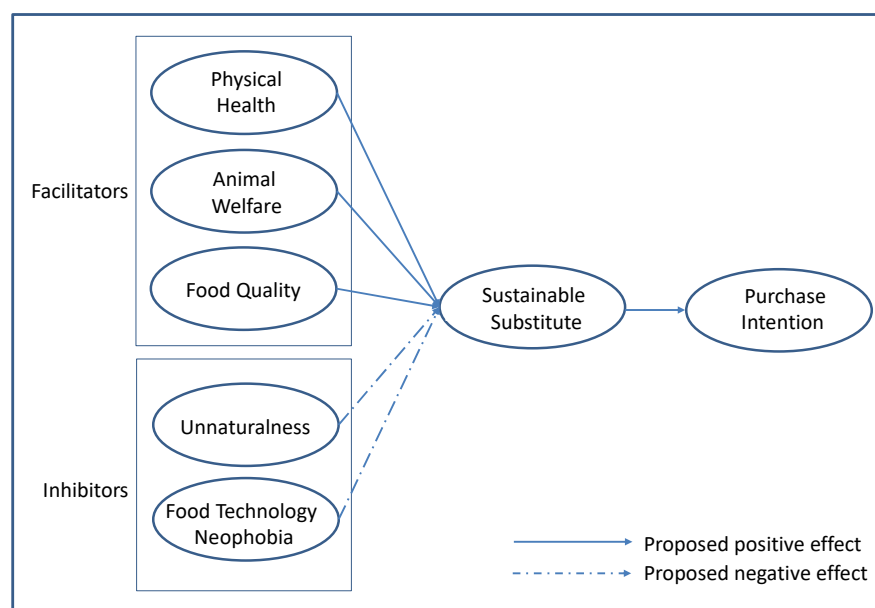 Facilitators
Physical
Health
Animal
Welfare
Food Quality
Inhibitors
Unnaturalness
Food Technology
Neophobia
Sustainable
Substitute
Purchase
Intention
Proposed positive effect
Proposed negative effect